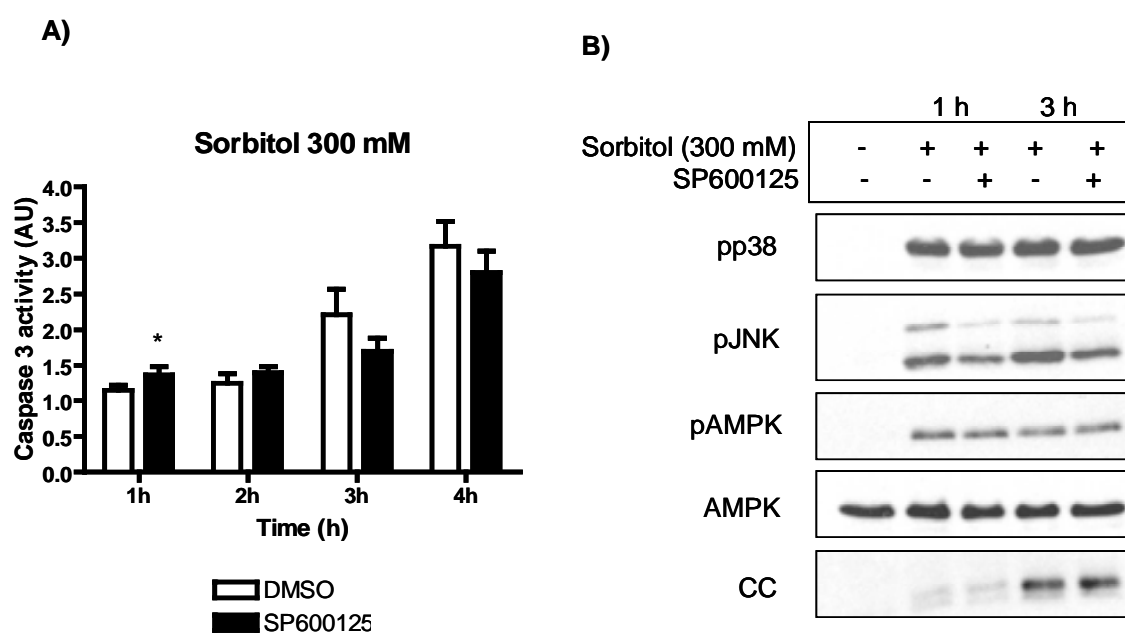 A)
Sorbitol 300 mM
Caspase 3 activity (AU)
4.0
3.5
3.0
2.5
2.0
1.5
1.0
0.5
0.0
*
1h 2h 3h 4h
Time (h)
DMSO
SP600125
B)
1 h 3 h
Sorbitol (300 mM) - + + + +
SP600125 - - + - +
pp38
pJNK
pAMPK
AMPK
CC